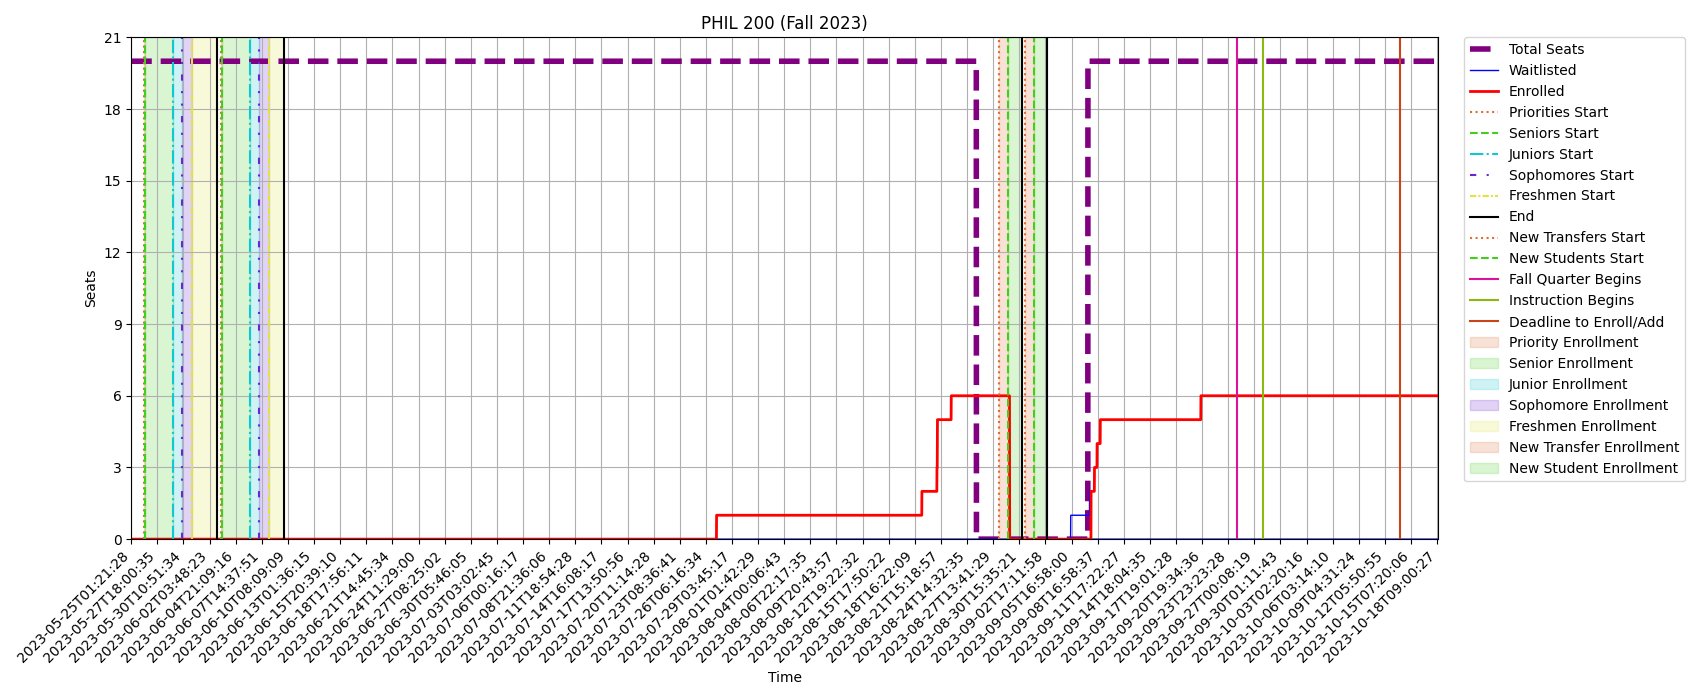 PHIL 200 (Fall 2023)
21
18
15
12
9
6
3
0
Seats
2023-05-25T01:21:28
2023-05-27T18:00:35
2023-05-30T10:51:34
2023-06-02T03:48:23
2023-06-04T21:09:16
2023-06-07T14:37:51
2023-06-10T08:09:09
2023-06-13T01:36:15
2023-06-15T20:39:10
2023-06-18T17:56:11
2023-06-21T14:45:34
2023-06-24T11:29:00
2023-06-27T08:25:02
2023-06-30T05:46:05
2023-07-03T03:02:45
2023-07-06T00:16:17
2023-07-08T21:36:06
2023-07-11T18:54:28
2023-07-14T16:08:17
2023-07-17T13:50:56
2023-07-20T11:14:28
2023-07-23T08:36:41
2023-07-26T06:16:34
2023-07-29T03:45:17
2023-08-01T01:42:29
2023-08-04T00:06:43
2023-08-06T22:17:35
2023-08-09T20:43:57
2023-08-12T19:22:32
2023-08-15T17:50:22
2023-08-18T16:22:09
2023-08-21T15:18:57
2023-08-24T14:32:35
2023-08-27T13:41:29
2023-08-30T15:35:21
2023-09-02T17:11:58
2023-09-05T16:58:00
2023-09-08T16:58:37
2023-09-11T17:22:27
2023-09-14T18:04:35
2023-09-17T19:01:28
2023-09-20T19:34:36
2023-09-23T23:23:28
2023-09-27T00:08:19
2023-09-30T01:11:43
2023-10-03T02:20:16
2023-10-06T03:14:10
2023-10-09T04:31:24
2023-10-12T05:50:55
2023-10-15T07:20:06
2023-10-18T09:00:27
Time
Total Seats
Waitlisted
Enrolled
Priorities Start
Seniors Start
Juniors Start
Sophomores Start
Freshmen Start
End
New Transfers Start
New Students Start
Fall Quarter Begins
Instruction Begins
Deadline to Enroll/Add
Priority Enrollment
Senior Enrollment
Junior Enrollment
Sophomore Enrollment
Freshmen Enrollment
New Transfer Enrollment
New Student Enrollment